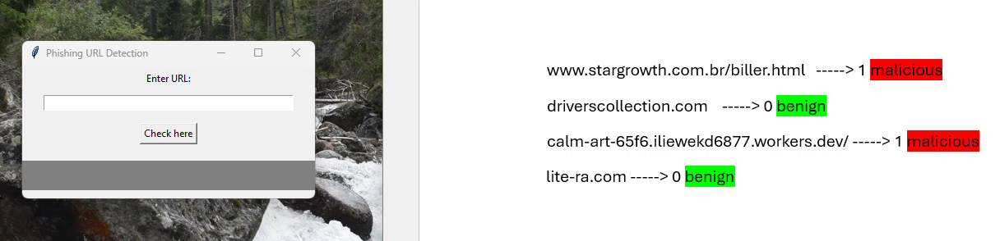 Phishing URL Detection
Enter URL:
Check here
www.stargrowth.com.br/biller.html -----> 1 malicious
driverscollection.com -----> 0 benign
calm-art-65f6.iliewekd6877.workers.dev/ -----> 1 malicious
lite-ra.com -----> 0 benign